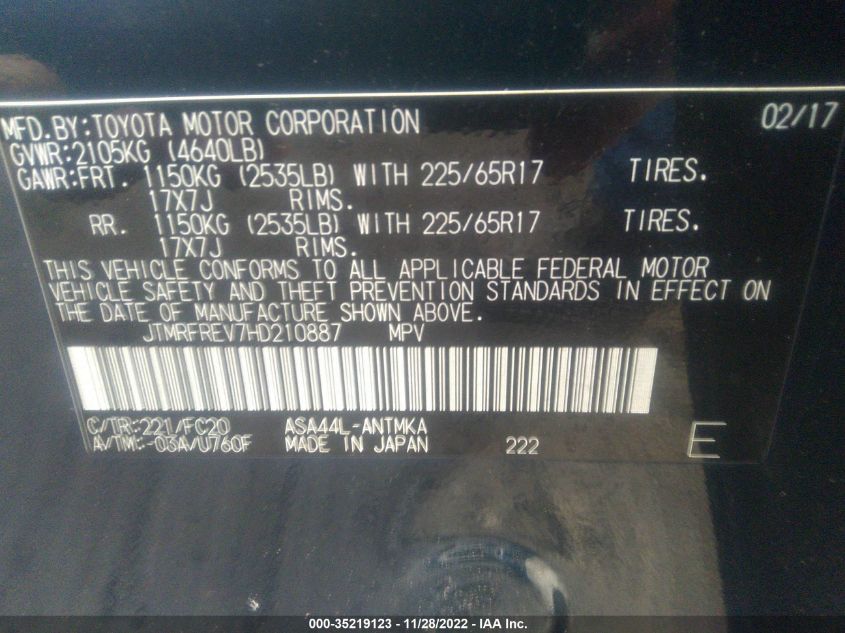 MFD.BY:TOYOTA MOTOR CORPORATION 02/17
GVWR:2105KG (4640LB)
GAWR:FRT. 1150KG (2535LB) WITH 225/65R17 TIRES.
17X7J RIMS.
RR. 1150KG (2535LB) WITH 225/65R17 TIRES.
17X7J RIMS.
THIS VEHICLE CONFORMS TO ALL APPLICABLE FEDERAL MOTOR
VEHICLE SAFETY AND THEFT PREVENTION STANDARDS IN EFFECT ON
THE DATE OF MANUFACTURE SHOWN ABOVE.
JTMRFREV7HD210887 MPV
C/TR:221/FC20 ASA44L-ANTMKA
A/TM:-03A/U760F MADE IN JAPAN 222 E
000-35219123 - 11/28/2022 - IAA Inc.